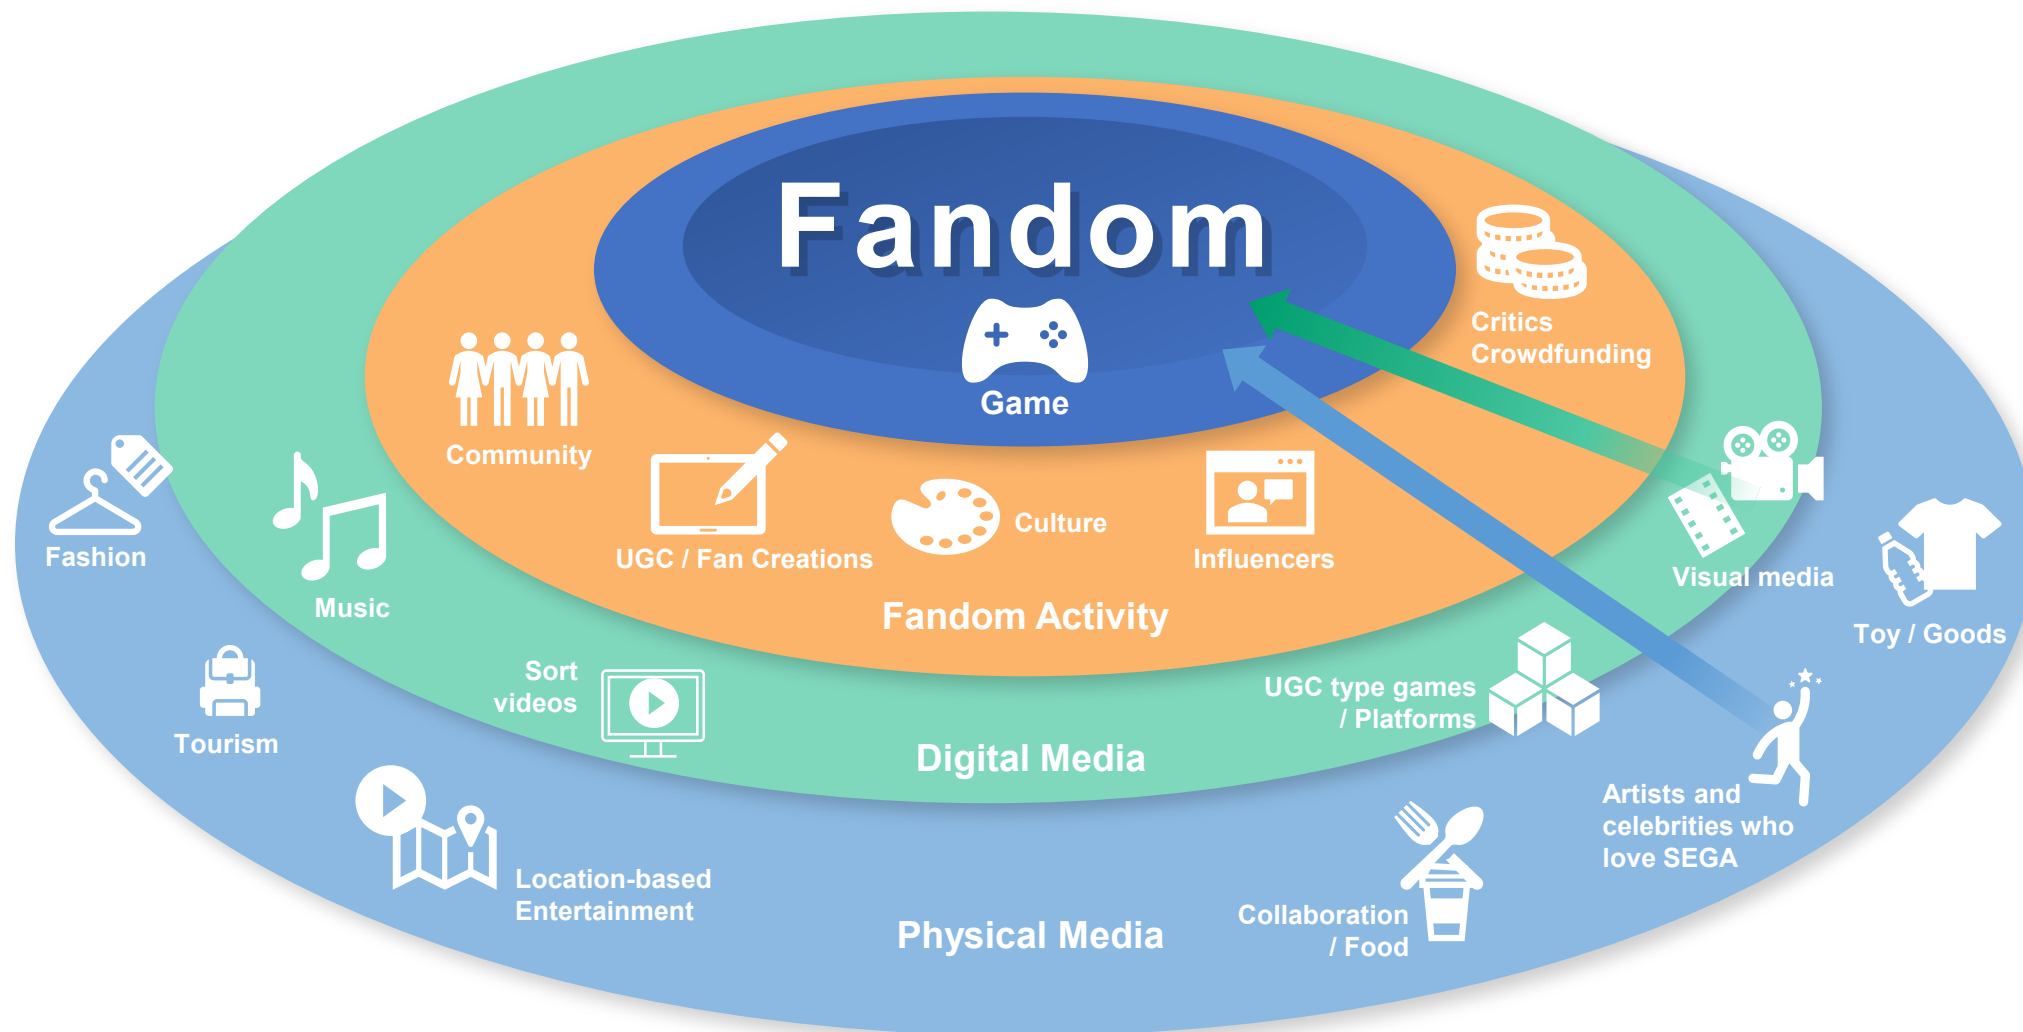 Fandom
Game
Critics
Crowdfunding
Community
UGC / Fan Creations
Culture
Influencers
Fandom Activity
Fashion
Music
Visual media
Toy / Goods
Sort
videos
UGC type games
/ Platforms
Digital Media
Tourism
Location-based
Entertainment
Physical Media
Collaboration
/ Food
Artists and
celebrities who
love SEGA